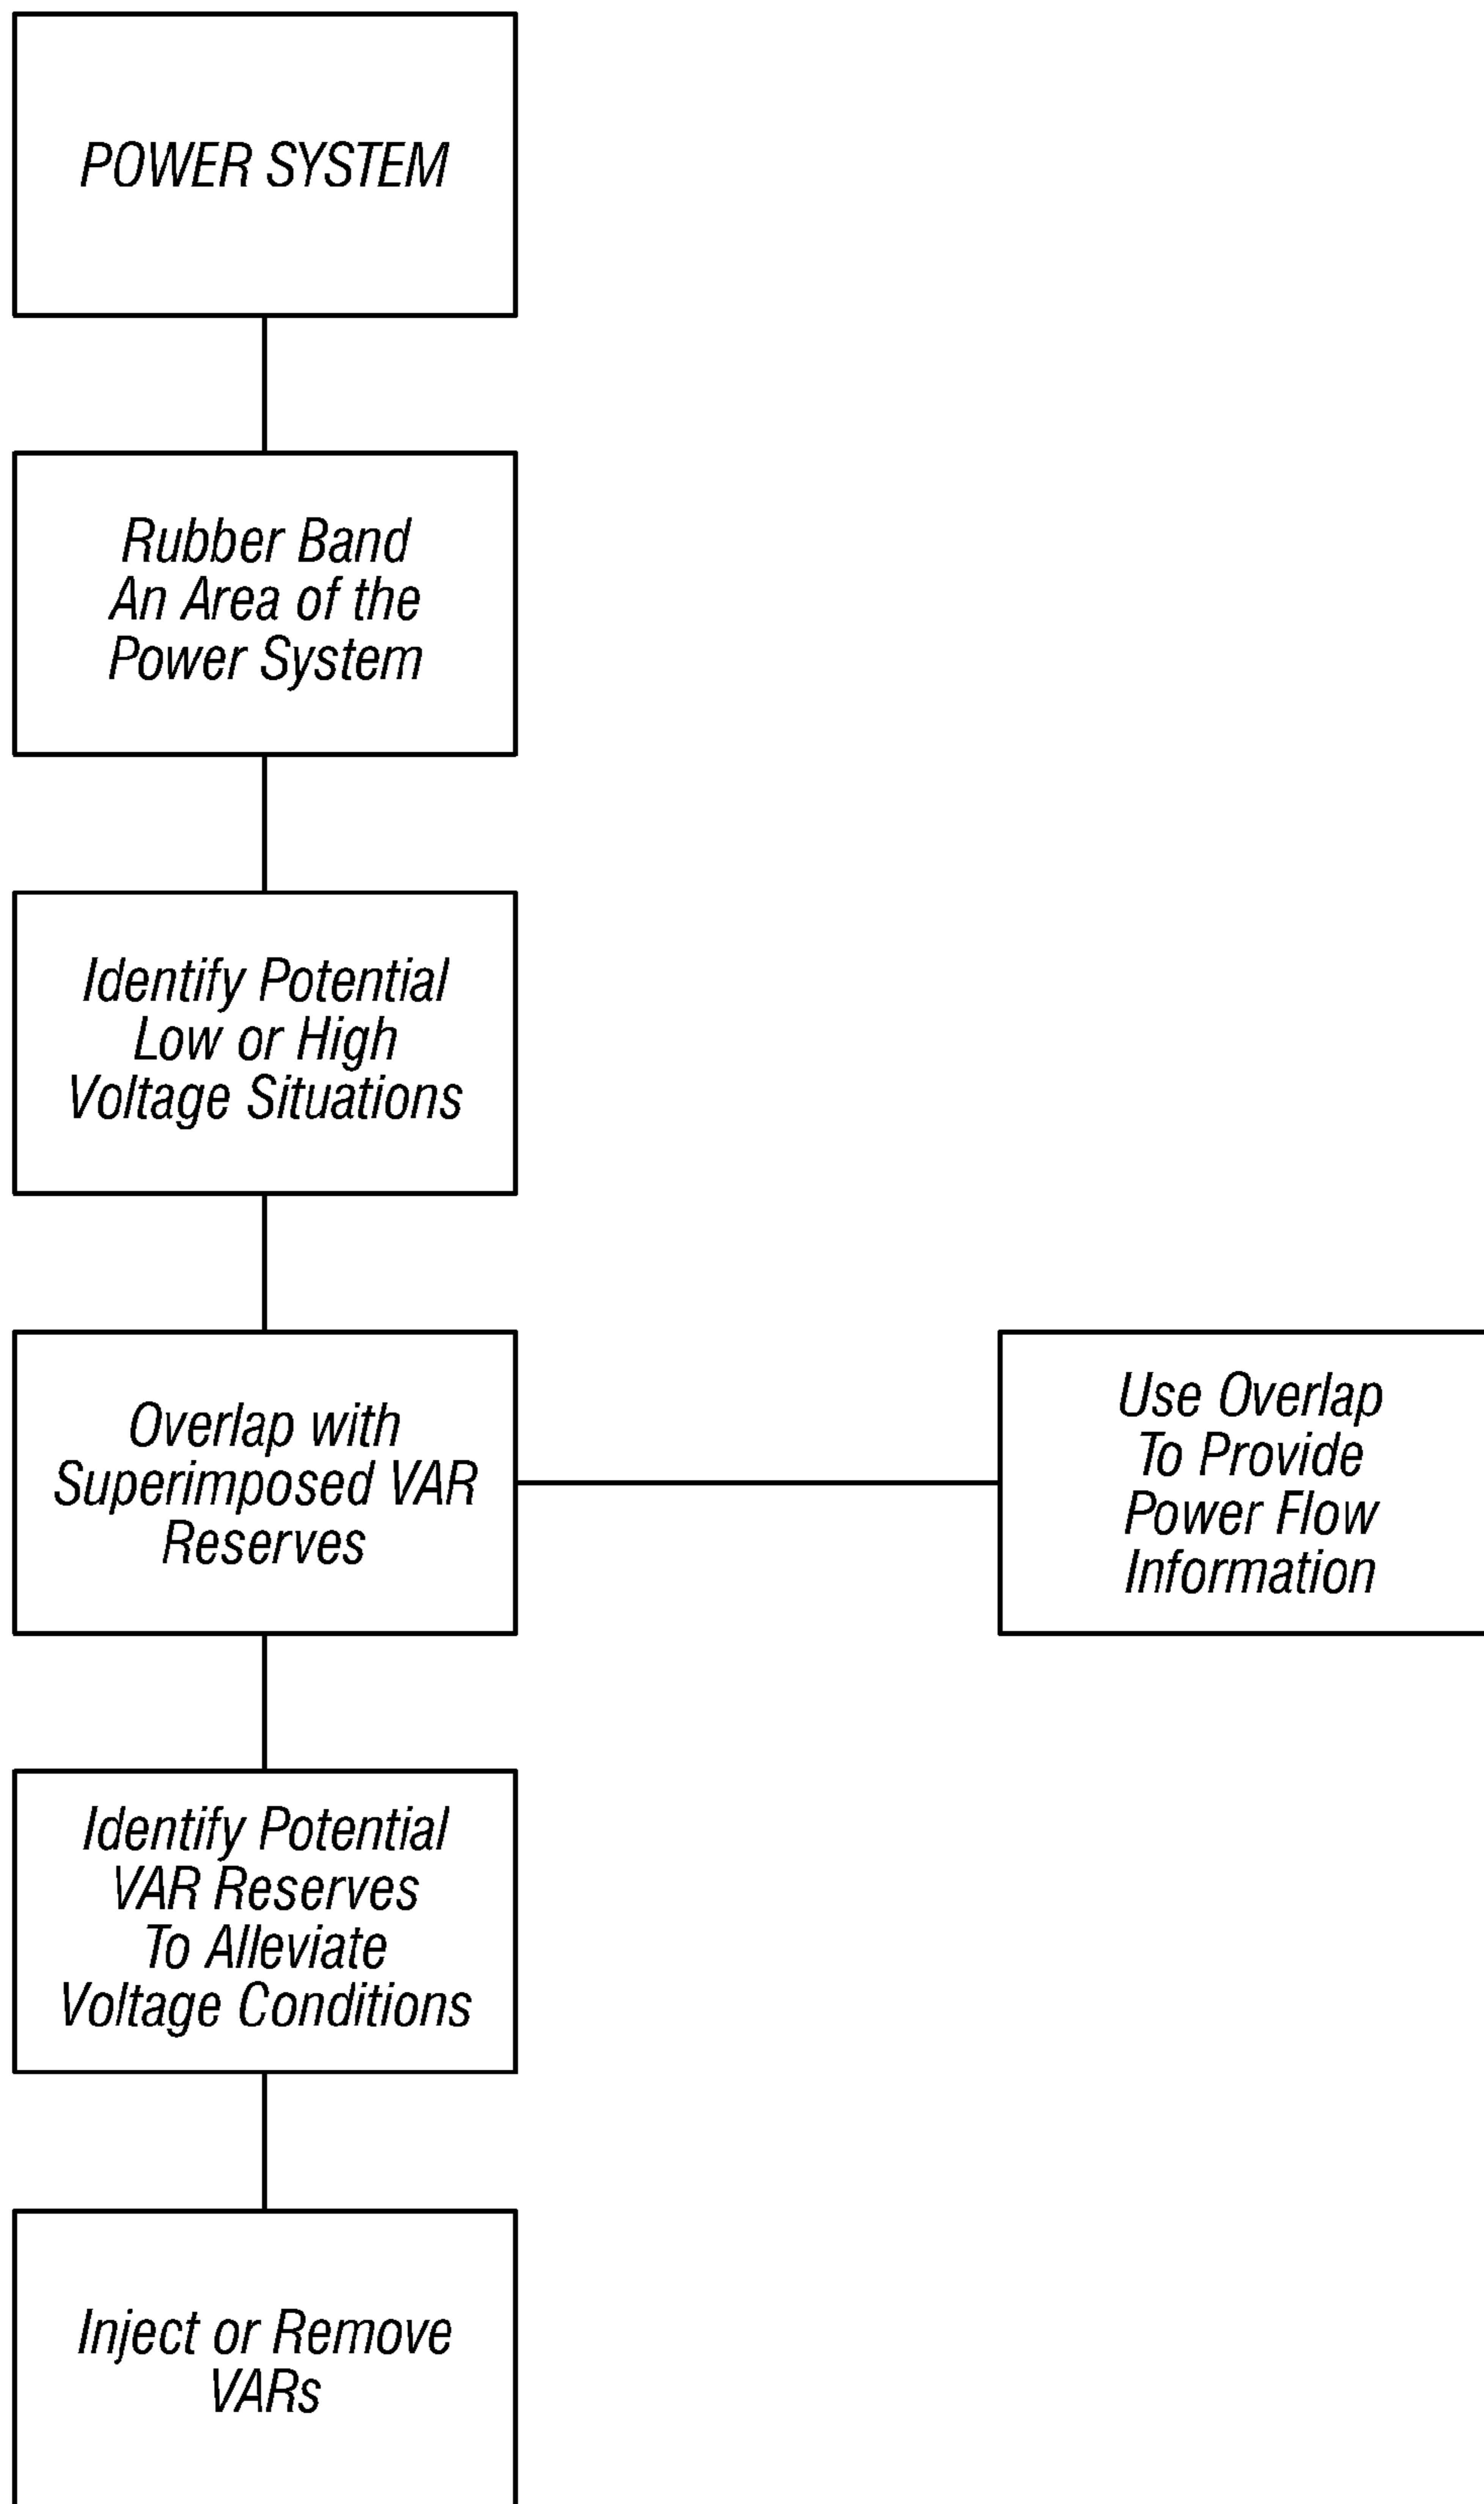 POWER SYSTEM
Rubber Band
An Area of the
Power System
Identify Potential
Low or High
Voltage Situations
Overlap with
Superimposed VAR
Reserves
Use Overlap
To Provide
Power Flow
Information
Identify Potential
VAR Reserves
To Alleviate
Voltage Conditions
Inject or Remove
VARs